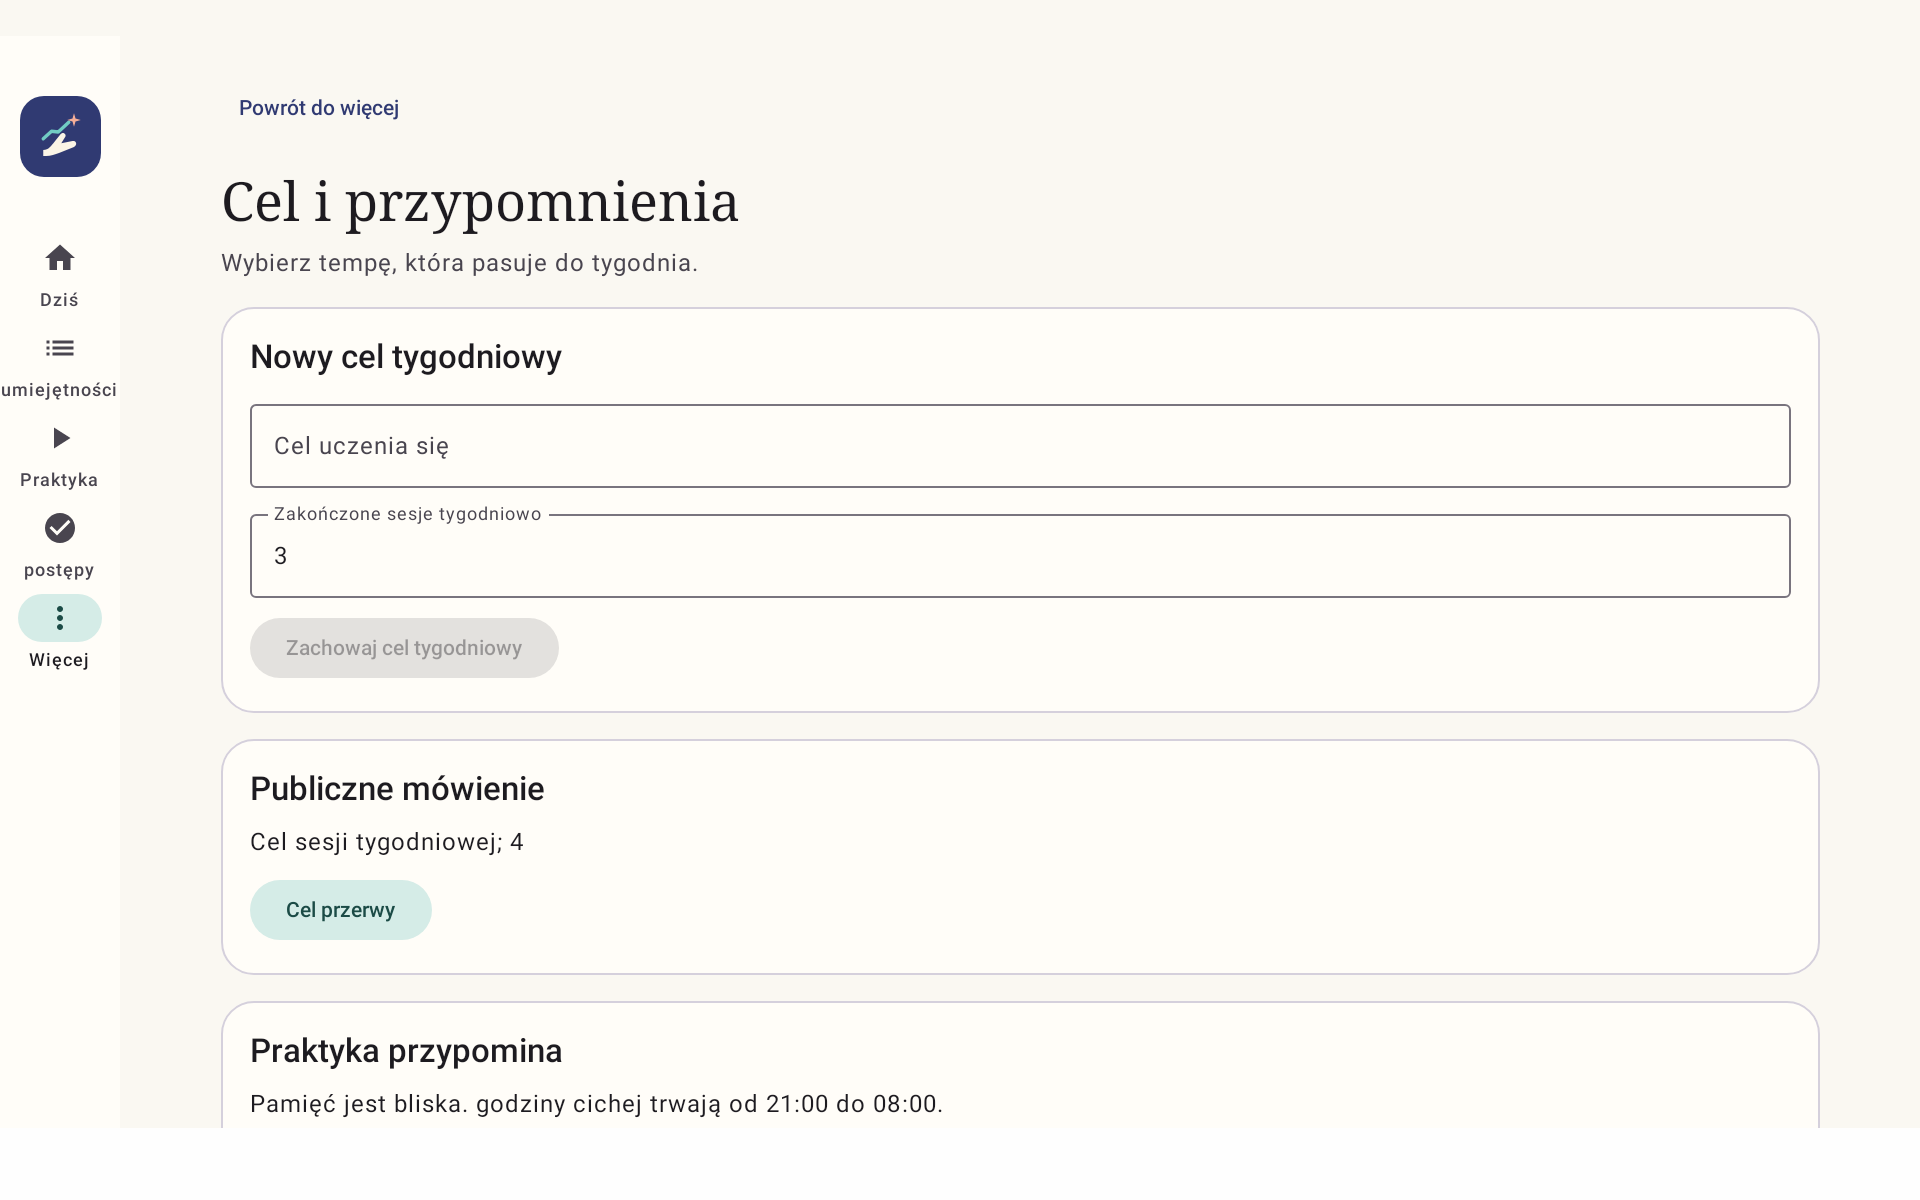 Powrót do więcej
Cel i przypomnienia
Wybierz tempę, która pasuje do tygodnia.
Dziś
umiejętności
Praktyka
postępy
Więcej
Nowy cel tygodniowy
Cel uczenia się
Zakończone sesje tygodniowo
3
Zachowaj cel tygodniowy
Publiczne mówienie
Cel sesji tygodniowej; 4
Cel przerwy
Praktyka przypomina
Pamięć jest bliska. godziny cichej trwają od 21:00 do 08:00.